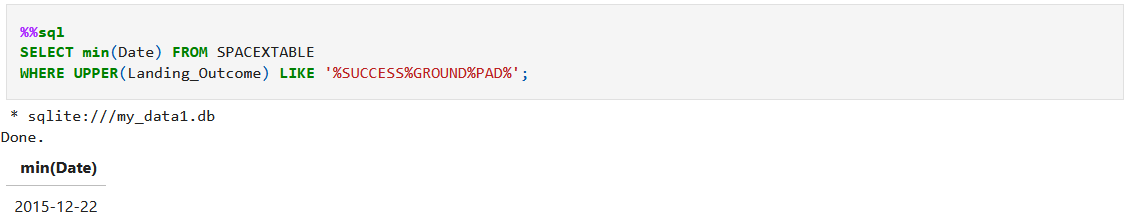 %%sql
SELECT min(Date) FROM SPACEXTABLE
WHERE UPPER(Landing_Outcome) LIKE '%SUCCESS%GROUND%PAD%';
* sqlite:///my_data1.db
Done.
min(Date)
2015-12-22